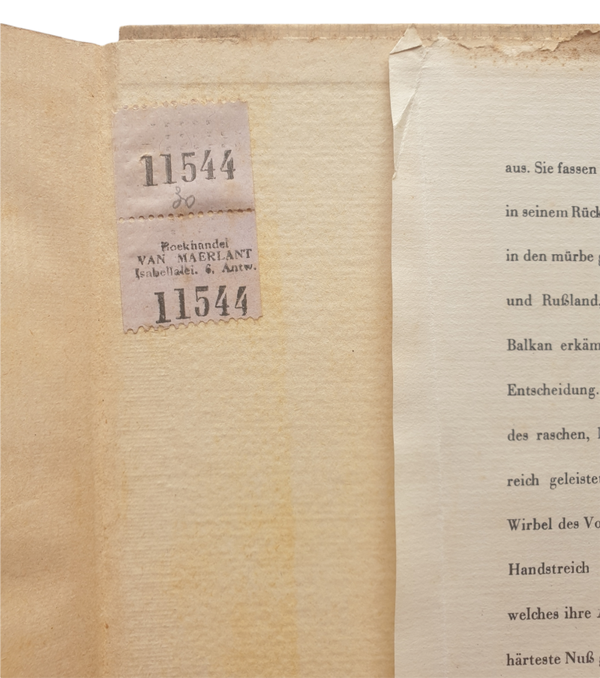 11544
30
Boekhandel
VAN MAERLANT
Isabellalei. 6, Antw.
11544
aus. Sie fassen
in seinem Rück
in den mürbe
und Rußland.
Balkan erkäm
Entscheidung.
des raschen,
reich geleiste
Wirbel des Vo
Handstreich
welches ihre
härteste Nuß